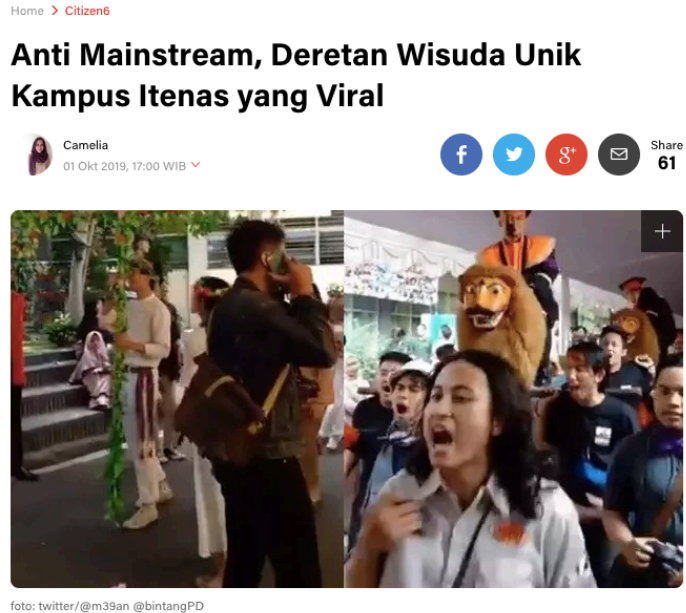 Home > Citizen6
Anti Mainstream, Deretan Wisuda Unik
Kampus Itenas yang Viral
Camelia
01 Okt 2019, 17:00 WIB
Share
61
foto: twitter/@m39an @bintangPD